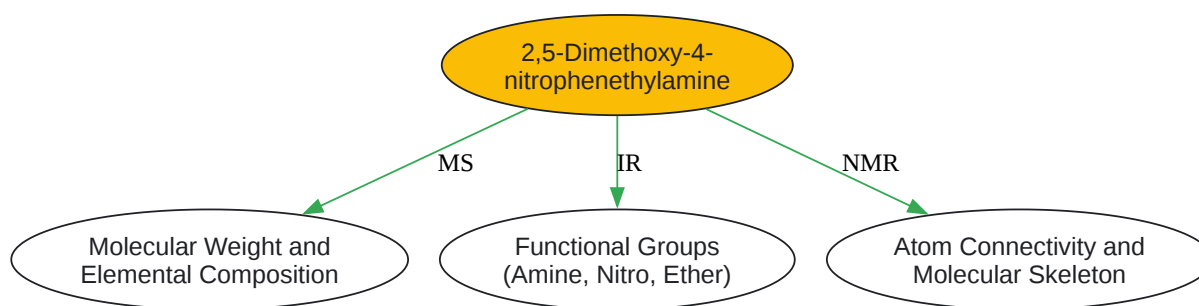 2,5-Dimethoxy-4-
nitrophenethylamine
MS
IR
NMR
Molecular Weight and
Elemental Composition
Functional Groups
(Amine, Nitro, Ether)
Atom Connectivity and
Molecular Skeleton